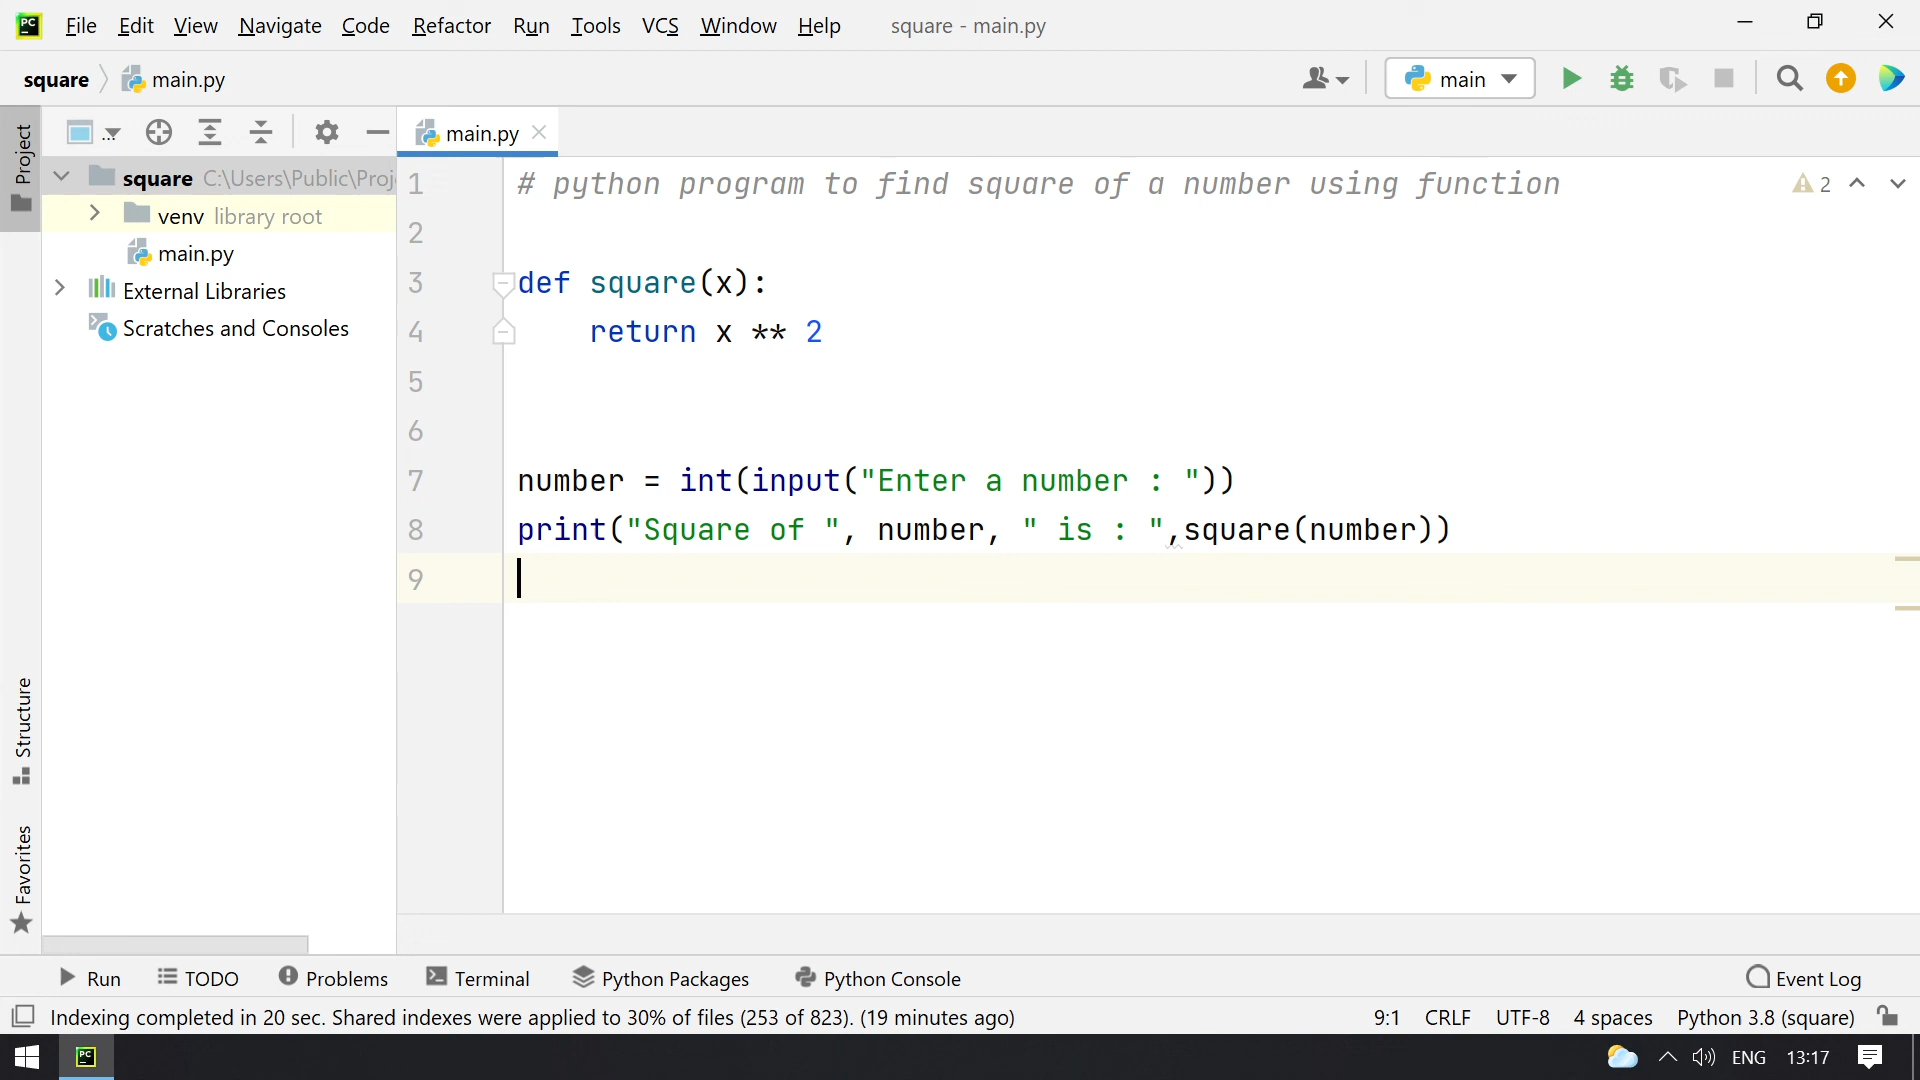 PC File Edit View Navigate Code Refactor Run Tools VCS Window Help square - main.py
square main.py main
Project ... main.py
square C:\Users\Public\Proj
venv library root
main.py
External Libraries
Scratches and Consoles
1 # python program to find square of a number using function 2
2
3 def square(x):
4 return x ** 2
5
6
7 number = int(input("Enter a number : "))
8 print("Square of ", number, " is : ",square(number))
9
Structure
Favorites
Run TODO Problems Terminal Python Packages Python Console Event Log
Indexing completed in 20 sec. Shared indexes were applied to 30% of files (253 of 823). (19 minutes ago) 9:1 CRLF UTF-8 4 spaces Python 3.8 (square)
PC ENG 13:17